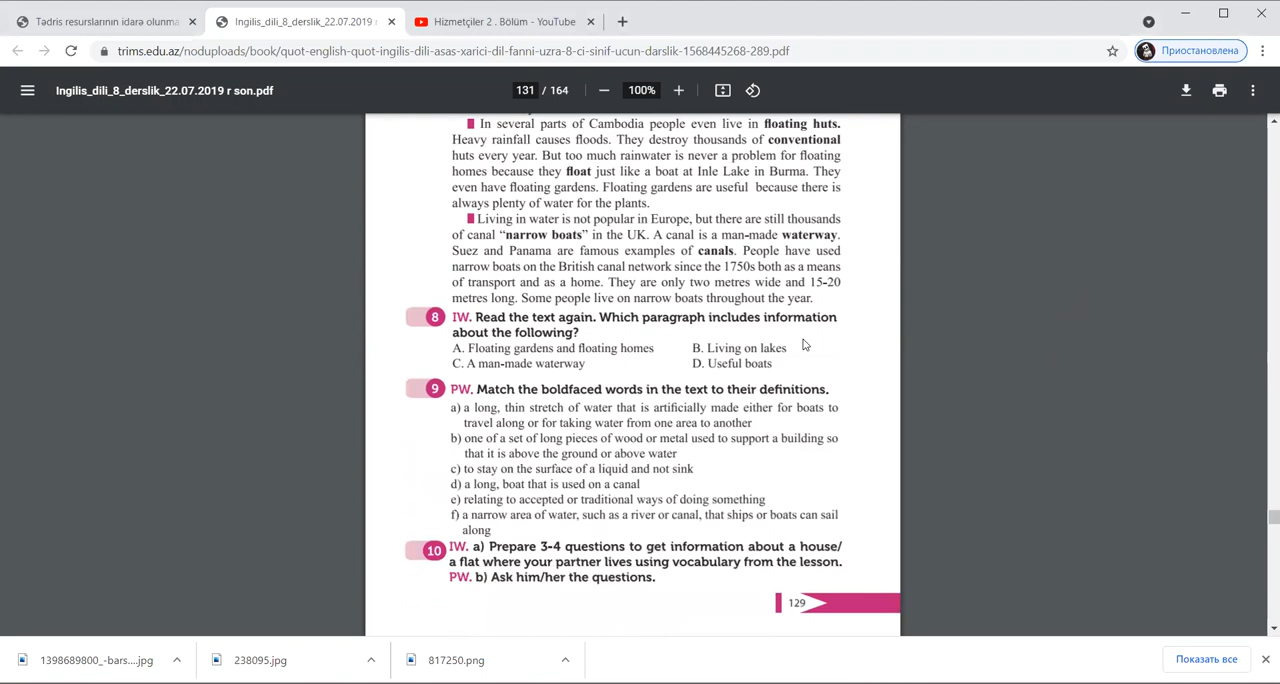 Tədris resurslarının idarə olunma
Ingilis_dili_8_derslik_22.07.2019 r
Hizmetçiler 2 . Bölüm - YouTube
trims.edu.az/noduploads/book/quot-english-quot-ingilis-dili-asas-xarici-dil-fanni-uzra-8-ci-sinif-ucun-darslik-1568445268-289.pdf
Приостановлена
Ingilis_dili_8_derslik_22.07.2019 r son.pdf
131 / 164
100%
In several parts of Cambodia people even live in floating huts.
Heavy rainfall causes floods. They destroy thousands of conventional
huts every year. But too much rainwater is never a problem for floating
homes because they float just like a boat at Inle Lake in Burma. They
even have floating gardens. Floating gardens are useful because there is
always plenty of water for the plants.
Living in water is not popular in Europe, but there are still thousands
of canal “narrow boats” in the UK. A canal is a man-made waterway.
Suez and Panama are famous examples of canals. People have used
narrow boats on the British canal network since the 1750s both as a means
of transport and as a home. They are only two metres wide and 15-20
metres long. Some people live on narrow boats throughout the year.
8 IW. Read the text again. Which paragraph includes information
about the following?
A. Floating gardens and floating homes B. Living on lakes
C. A man-made waterway D. Useful boats
9 PW. Match the boldfaced words in the text to their definitions.
a) a long, thin stretch of water that is artificially made either for boats to
travel along or for taking water from one area to another
b) one of a set of long pieces of wood or metal used to support a building so
that it is above the ground or above water
c) to stay on the surface of a liquid and not sink
d) a long, boat that is used on a canal
e) relating to accepted or traditional ways of doing something
f) a narrow area of water, such as a river or canal, that ships or boats can sail
along
10 IW. a) Prepare 3-4 questions to get information about a house/
a flat where your partner lives using vocabulary from the lesson.
PW. b) Ask him/her the questions.
129
1398689800_-bars....jpg
238095.jpg
817250.png
Показать все